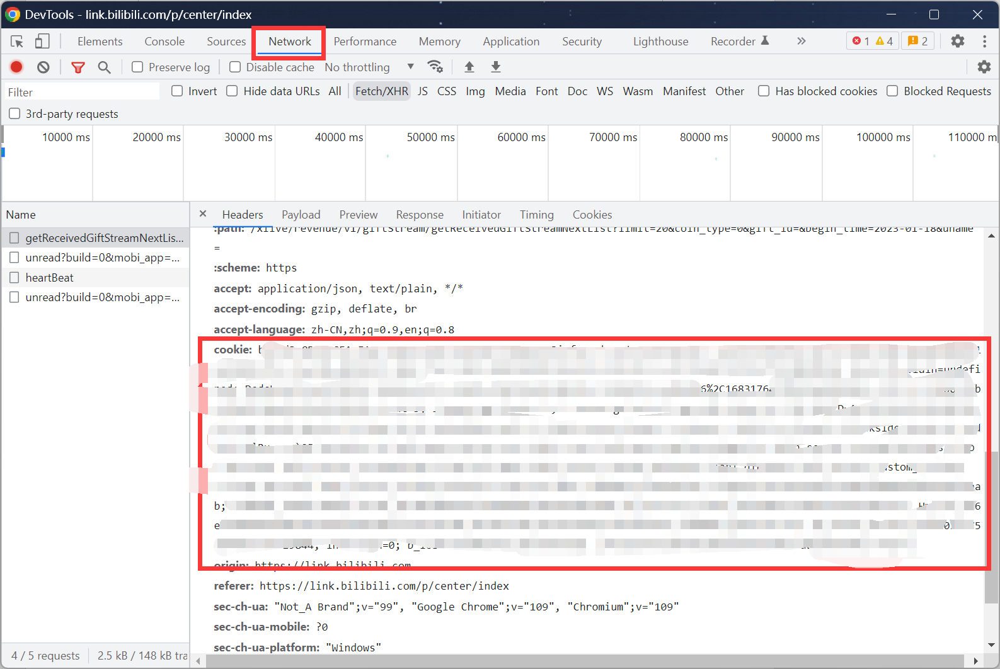 DevTools - link.bilibili.com/p/center/index
Elements Console Sources Network Performance Memory Application Security Lighthouse Recorder 1 4 2
Preserve log Disable cache No throttling
Filter Invert Hide data URLs All Fetch/XHR JS CSS Img Media Font Doc WS Wasm Manifest Other Has blocked cookies Blocked Requests
3rd-party requests
10000 ms 20000 ms 30000 ms 40000 ms 50000 ms 60000 ms 70000 ms 80000 ms 90000 ms 100000 ms 110000 m
Name
getReceivedGiftStreamNextLis...
unread?build=0&mobi_app=...
heartBeat
unread?build=0&mobi_app=...
4 / 5 requests 2.5 kB / 148 kB tra
Headers Payload Preview Response Initiator Timing Cookies
:path: /xlive/revenue/v1/giftStream/getReceivedGiftStreamNextList?limit=20&coin_type=0&gift_id=&begin_time=2023-01-18&uname
=
:scheme: https
accept: application/json, text/plain, */*
accept-encoding: gzip, deflate, br
accept-language: zh-CN,zh;q=0.9,en;q=0.8
cookie:
6%2C1683176
b;
e
origin: https://link.bilibili.com
referer: https://link.bilibili.com/p/center/index
sec-ch-ua: "Not_A Brand";v="99", "Google Chrome";v="109", "Chromium";v="109"
sec-ch-ua-mobile: ?0
sec-ch-ua-platform: "Windows"